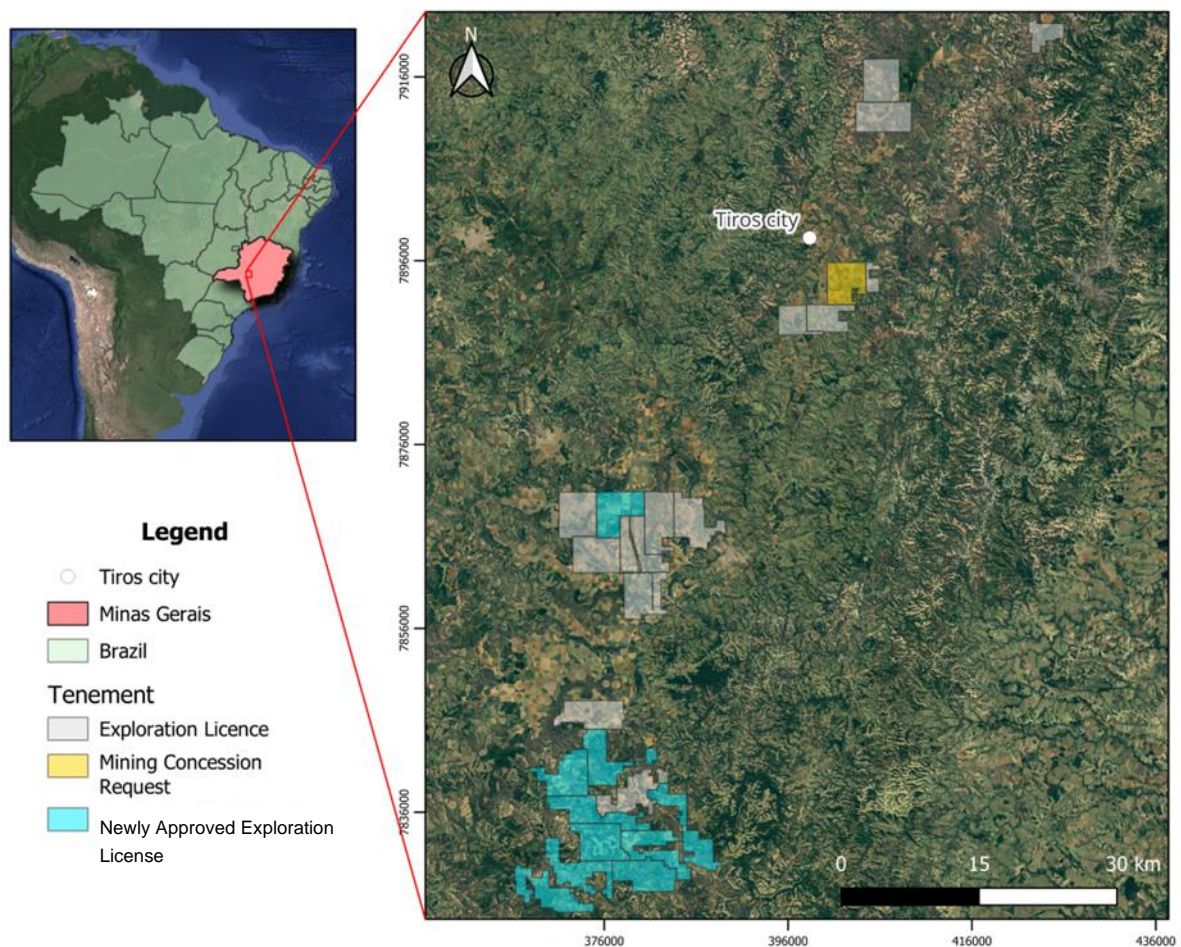 N
7916000
7896000
7876000
7856000
7836000
Tiros city
0 15 30 km
376000 396000 416000 436000
Legend
Tiros city
Minas Gerais
Brazil
Tenement
Exploration Licence
Mining Concession
Request
Newly Approved Exploration
License